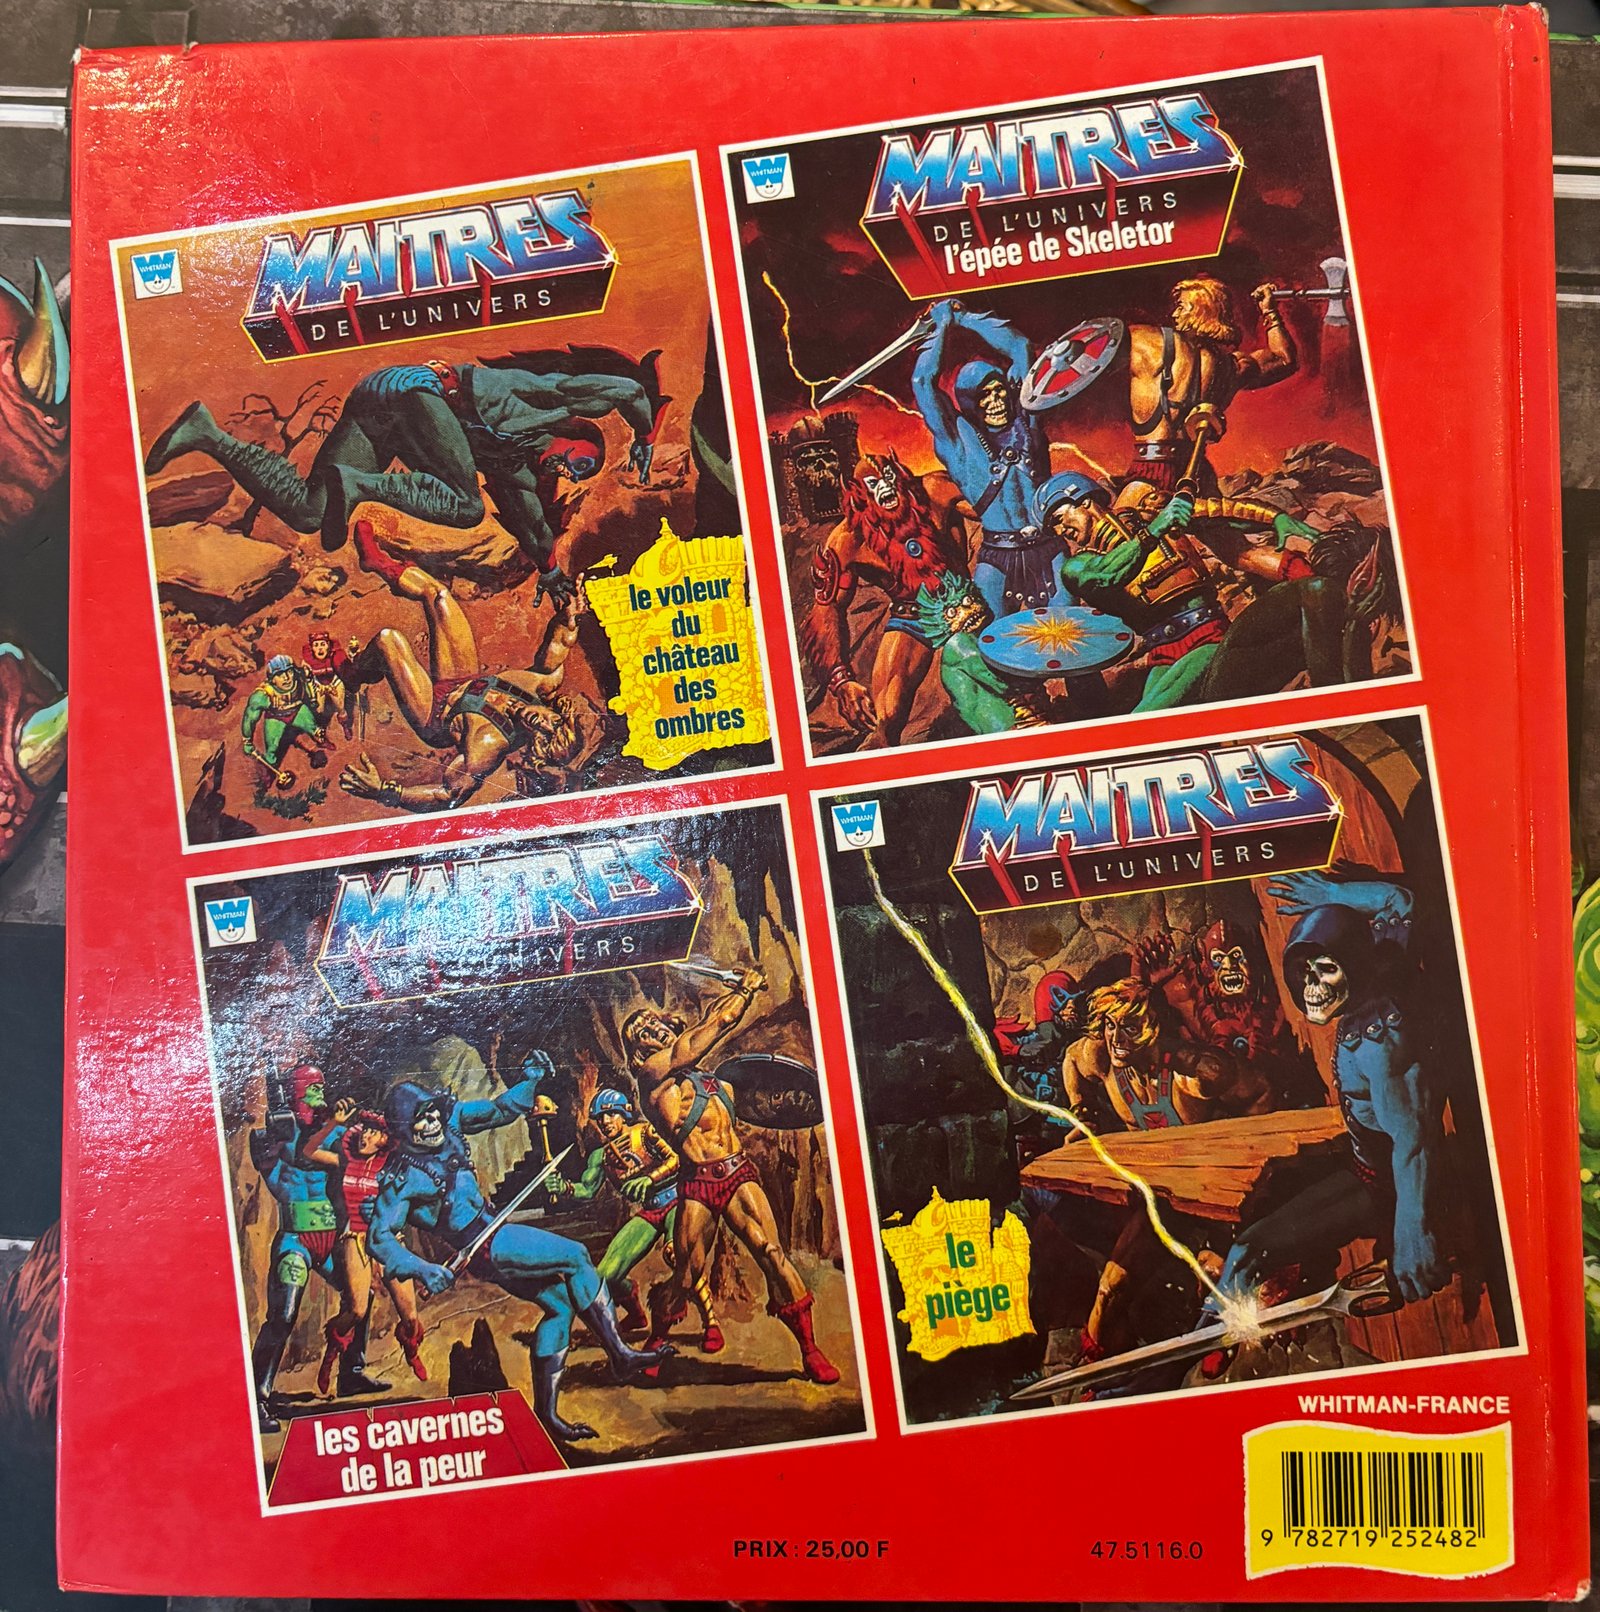 WHITMAN
MAITRES
DE L'UNIVERS
le voleur
du
château
des
ombres
WHITMAN
MAITRES
DE L'UNIVERS
l'épée de Skeletor
WHITMAN
MAITRES
DE L'UNIVERS
les cavernes
de la peur
WHITMAN
MAITRES
DE L'UNIVERS
le
piège
WHITMAN-FRANCE
9 782719 252482
PRIX : 25,00 F
47.5116.0